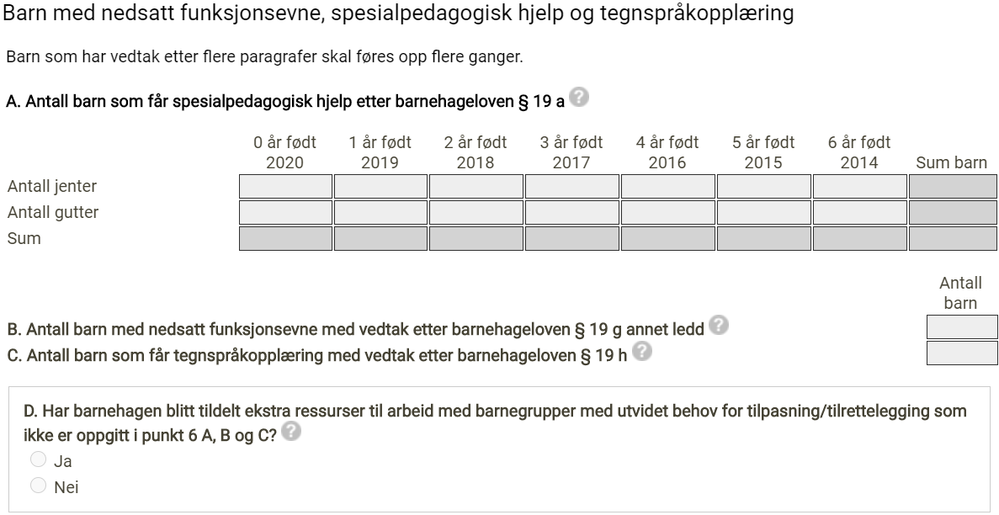 Barn med nedsatt funksjonsevne, spesialpedagogisk hjelp og tegnspråkopplæring
Barn som har vedtak etter flere paragrafer skal føres opp flere ganger.
A. Antall barn som får spesialpedagogisk hjelp etter barnehageloven § 19 a ?
0 år født 1 år født 2 år født 3 år født 4 år født 5 år født 6 år født
2020 2019 2018 2017 2016 2015 2014 Sum barn
Antall jenter
Antall gutter
Sum
Antall
barn
B. Antall barn med nedsatt funksjonsevne med vedtak etter barnehageloven § 19 g annet ledd ?
C. Antall barn som får tegnspråkopplæring med vedtak etter barnehageloven § 19 h ?
D. Har barnehagen blitt tildelt ekstra ressurser til arbeid med barnegrupper med utvidet behov for tilpasning/tilrettelegging som
ikke er oppgitt i punkt 6 A, B og C? ?
Ja
Nei